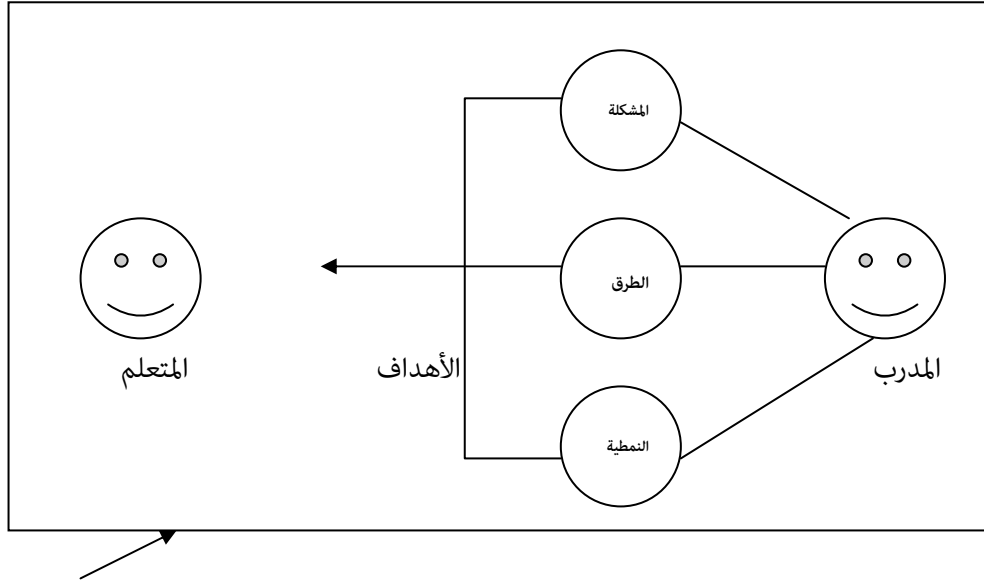 المشكلة
الطرق
النمطية
المدرب
الأهداف
المتعلم